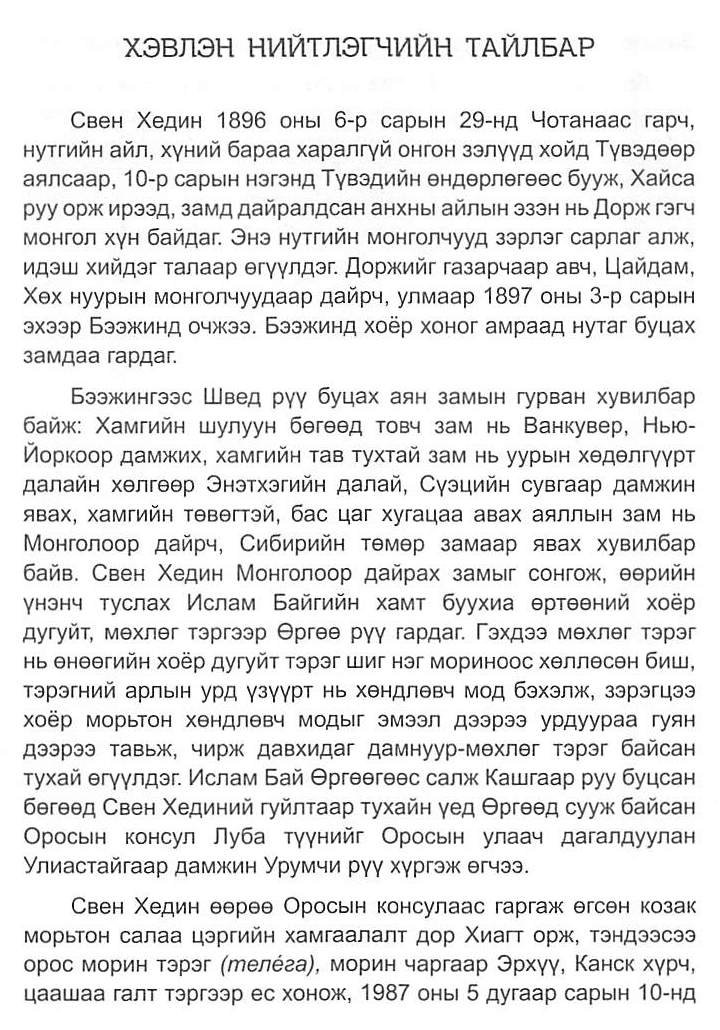 ХЭВЛЭН НИЙТЛЭГЧИЙН ТАЙЛБАР
Свен Хедин 1896 оны 6-р сарын 29-нд Чотанаас гарч,
нутгийн айл, хүний бараа харалгүй онгон зэлүүд хойд Түвэдөөр
аялсаар, 10-р сарын нэгэнд Түвэдийн өндөрлөгөөс бууж, Хайса
руу орж ирээд, замд дайралдсан анхны айлын эзэн нь Дорж гэгч
монгол хүн байдаг. Энэ нутгийн монголчууд зэрлэг сарлаг алж,
идэш хийдэг талаар өгүүлдэг. Доржийг газарчаар авч, Цайдам,
Хөх нуурын монголчуудаар дайрч, улмаар 1897 оны 3-р сарын
эхээр Бээжинд очжээ. Бээжинд хоёр хоног амраад нутаг буцах
замдаа гардаг.
Бээжингээс Швед рүү буцах аян замын гурван хувилбар
байж: Хамгийн шулуун бөгөөд товч зам нь Ванкувер, Нью-
Йоркоор дамжих, хамгийн тав тухтай зам нь уурын хөдөлгүүрт
далайн хөлгөөр Энэтхэгийн далай, Сүэцийн сувгаар дамжин
явах, хамгийн төвөгтэй, бас цаг хугацаа авах аяллын зам нь
Монголоор дайрч, Сибирийн төмөр замаар явах хувилбар
байв. Свен Хедин Монголоор дайрах замыг сонгож, өөрийн
үнэнч туслах Ислам Байгийн хамт буухиа өртөөний хоёр
дугуйт, мөхлөг тэргээр Өргөө рүү гардаг. Гэхдээ мөхлөг тэрэг
нь өнөөгийн хоёр дугуйт тэрэг шиг нэг мориноос хөллөсөн биш,
тэрэгний арлын урд үзүүрт нь хөндлөвч мод бэхэлж, зэрэгцээ
хоёр морьтон хөндлөвч модыг эмээл дээрээ урдуураа гуян
дээрээ тавьж, чирж давхидаг дамнуур-мөхлөг тэрэг байсан
тухай өгүүлдэг. Ислам Бай Өргөөгөөс салж Кашгаар руу буцсан
бөгөөд Свен Хединий гуйлтаар тухайн үед Өргөөд сууж байсан
Оросын консул Луба түүнийг Оросын улаач дагалдуулан
Улиастайгаар дамжин Урумчи рүү хүргэж өгчээ.
Свен Хедин өөрөө Оросын консулаас гаргаж өгсөн козак
морьтон салаа цэргийн хамгаалалт дор Хиагт орж, тэндээсээ
орос морин тэрэг (телéга), морин чаргаар Эрхүү, Канск хүрч,
цаашаа галт тэргээр ес хонож, 1987 оны 5 дугаар сарын 10-нд